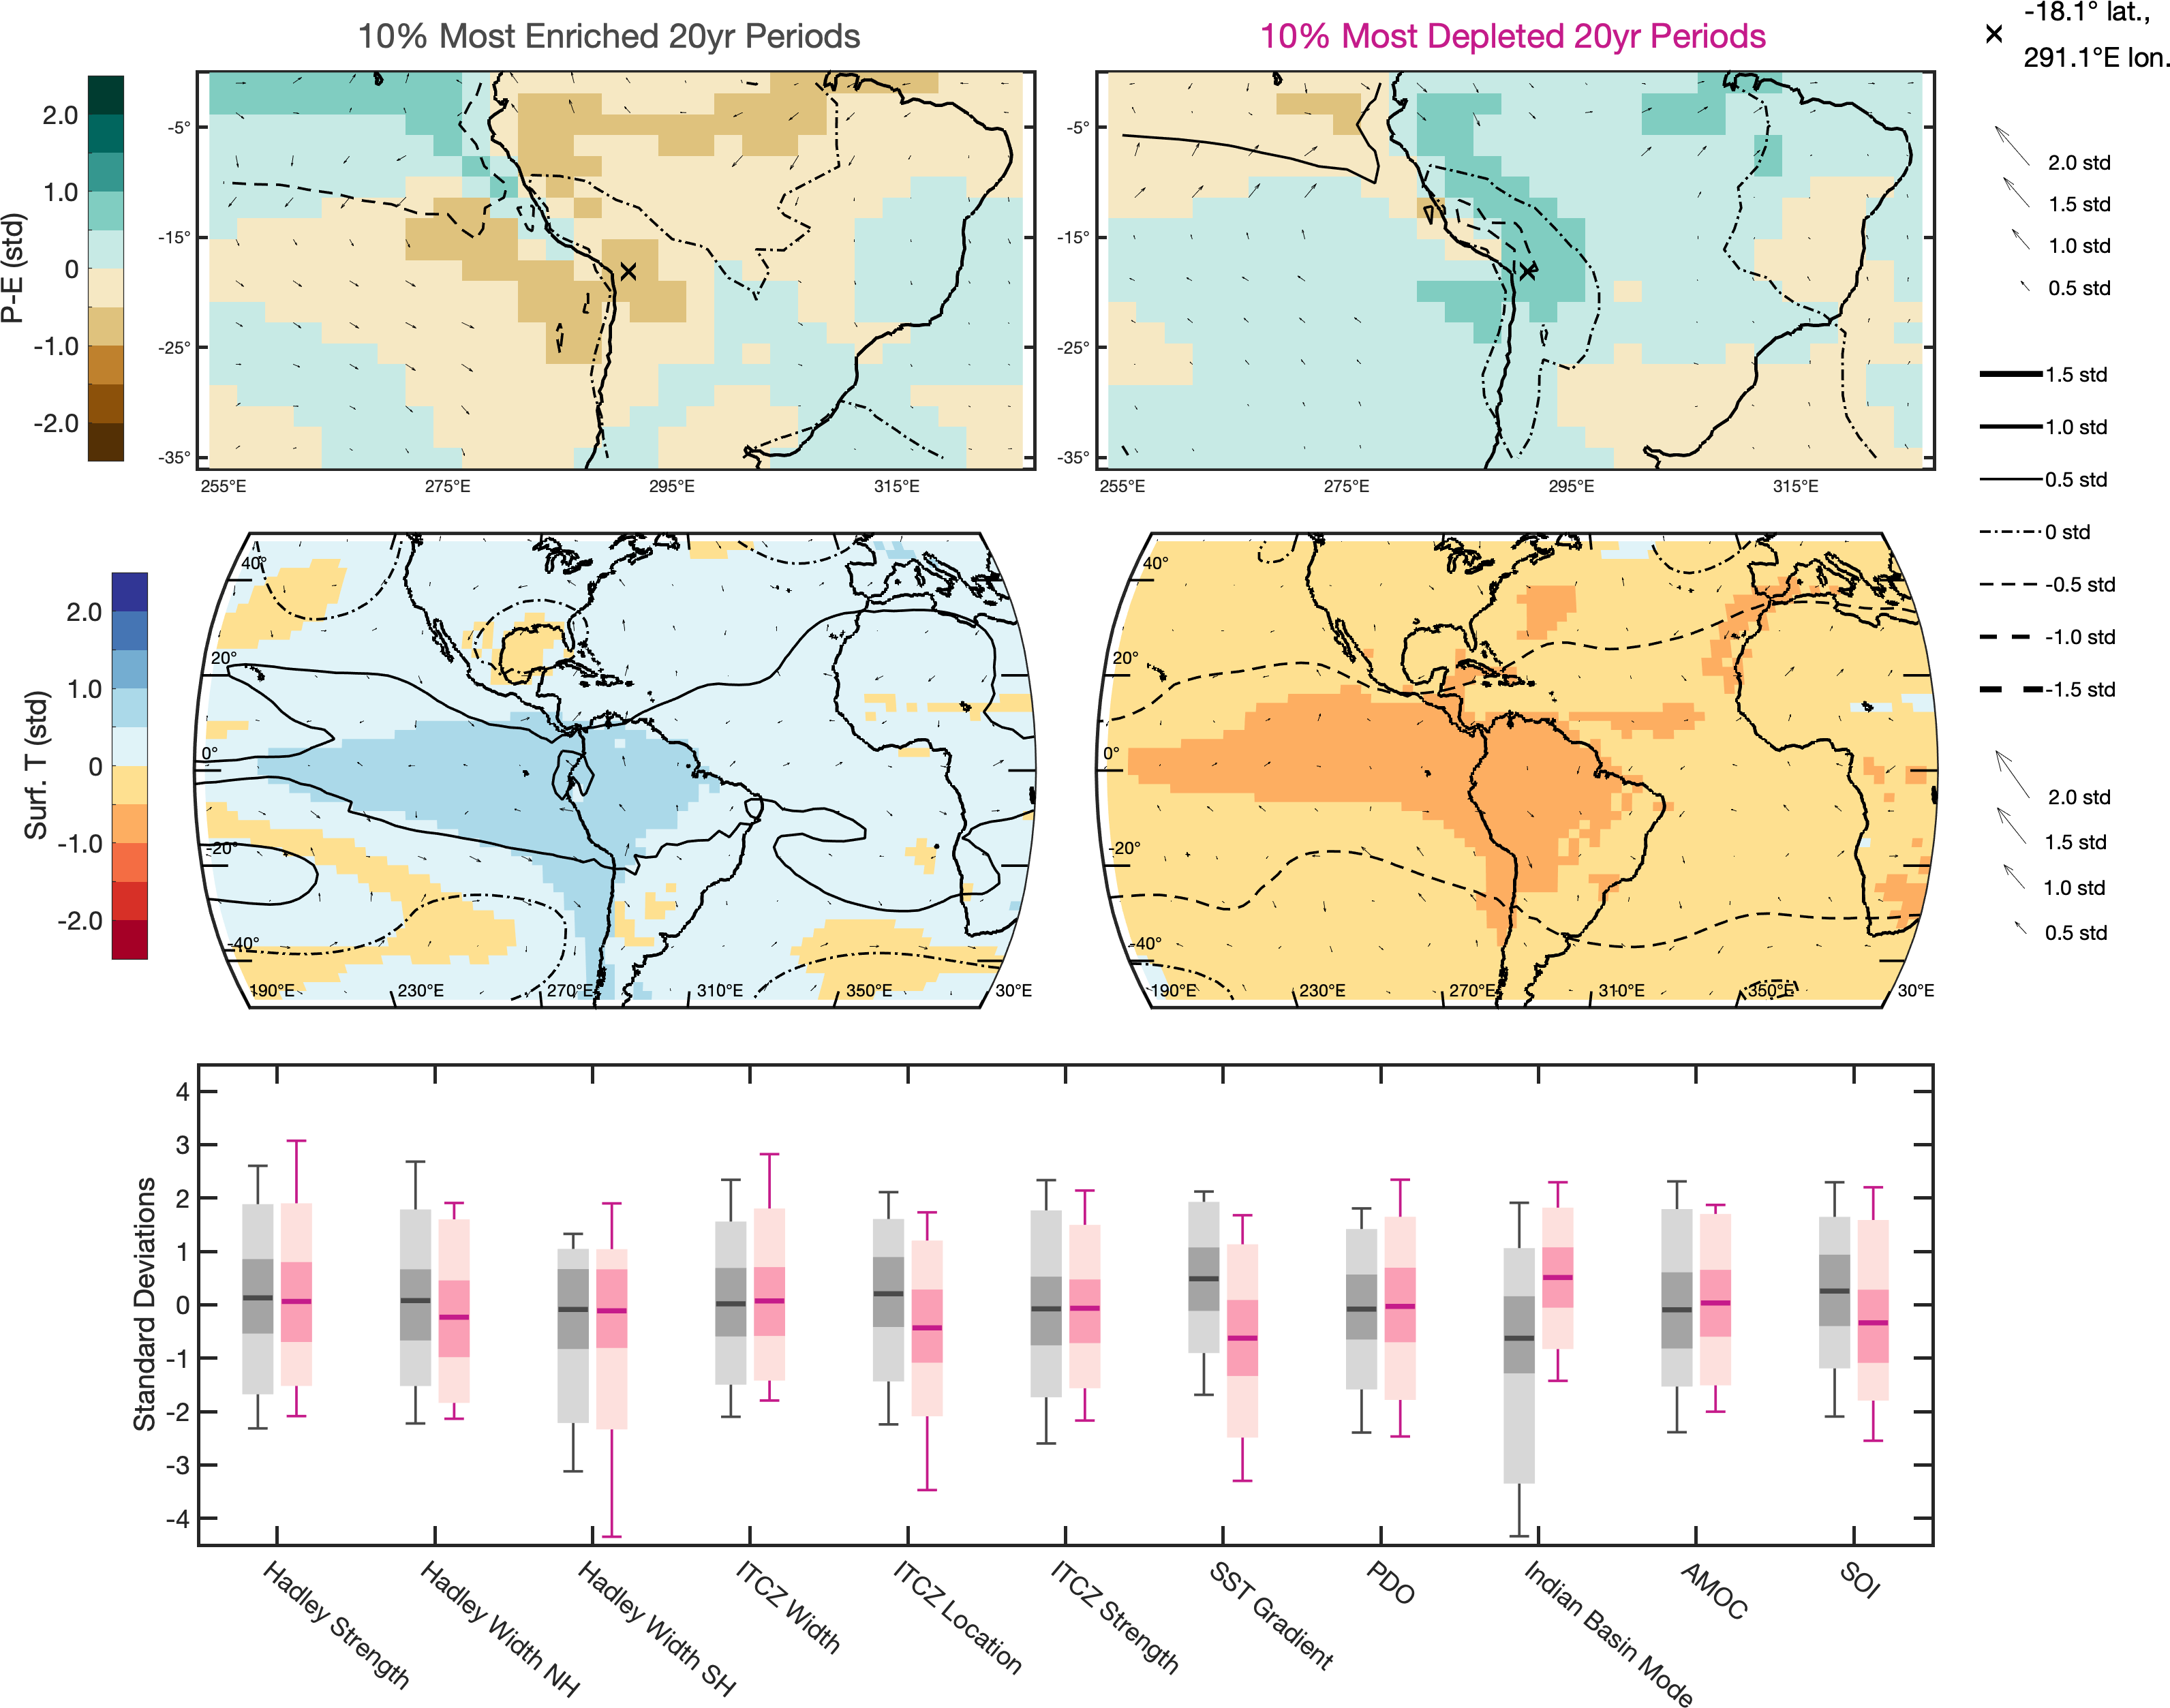 10% Most Enriched 20yr Periods
10% Most Depleted 20yr Periods
-18.1° lat.,
291.1°E lon.
P-E (std)
2.0
1.0
0
-1.0
-2.0
-5°
-15°
-25°
-35°
255°E
275°E
295°E
315°E
-5°
-15°
-25°
-35°
255°E
275°E
295°E
315°E
2.0 std
1.5 std
1.0 std
0.5 std
1.5 std
1.0 std
0.5 std
0 std
-0.5 std
-1.0 std
-1.5 std
Surf. T (std)
2.0
1.0
0
-1.0
-2.0
40°
20°
0°
-20°
-40°
190°E
230°E
270°E
310°E
350°E
30°E
40°
20°
0°
-20°
-40°
190°E
230°E
270°E
310°E
350°E
30°E
2.0 std
1.5 std
1.0 std
0.5 std
Standard Deviations
4
3
2
1
0
-1
-2
-3
-4
Hadley Strength
Hadley Width NH
Hadley Width SH
ITCZ Width
ITCZ Location
ITCZ Strength
SST Gradient
PDO
Indian Basin Mode
AMOC
SOI